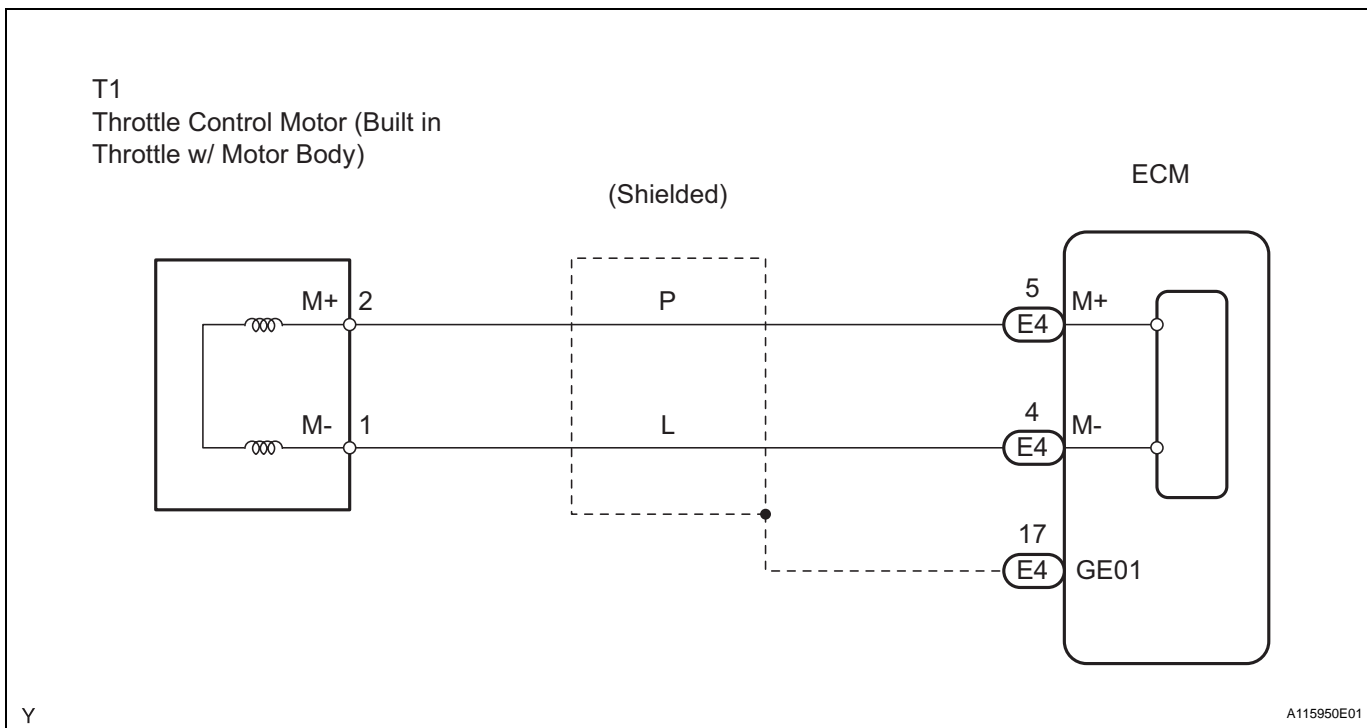 T1
Throttle Control Motor (Built in
Throttle w/ Motor Body)
(Shielded)
ECM
M+ 2
P
5
E4
M+
M- 1
L
4
E4
M-
17
E4
GE01
Y
A115950E01